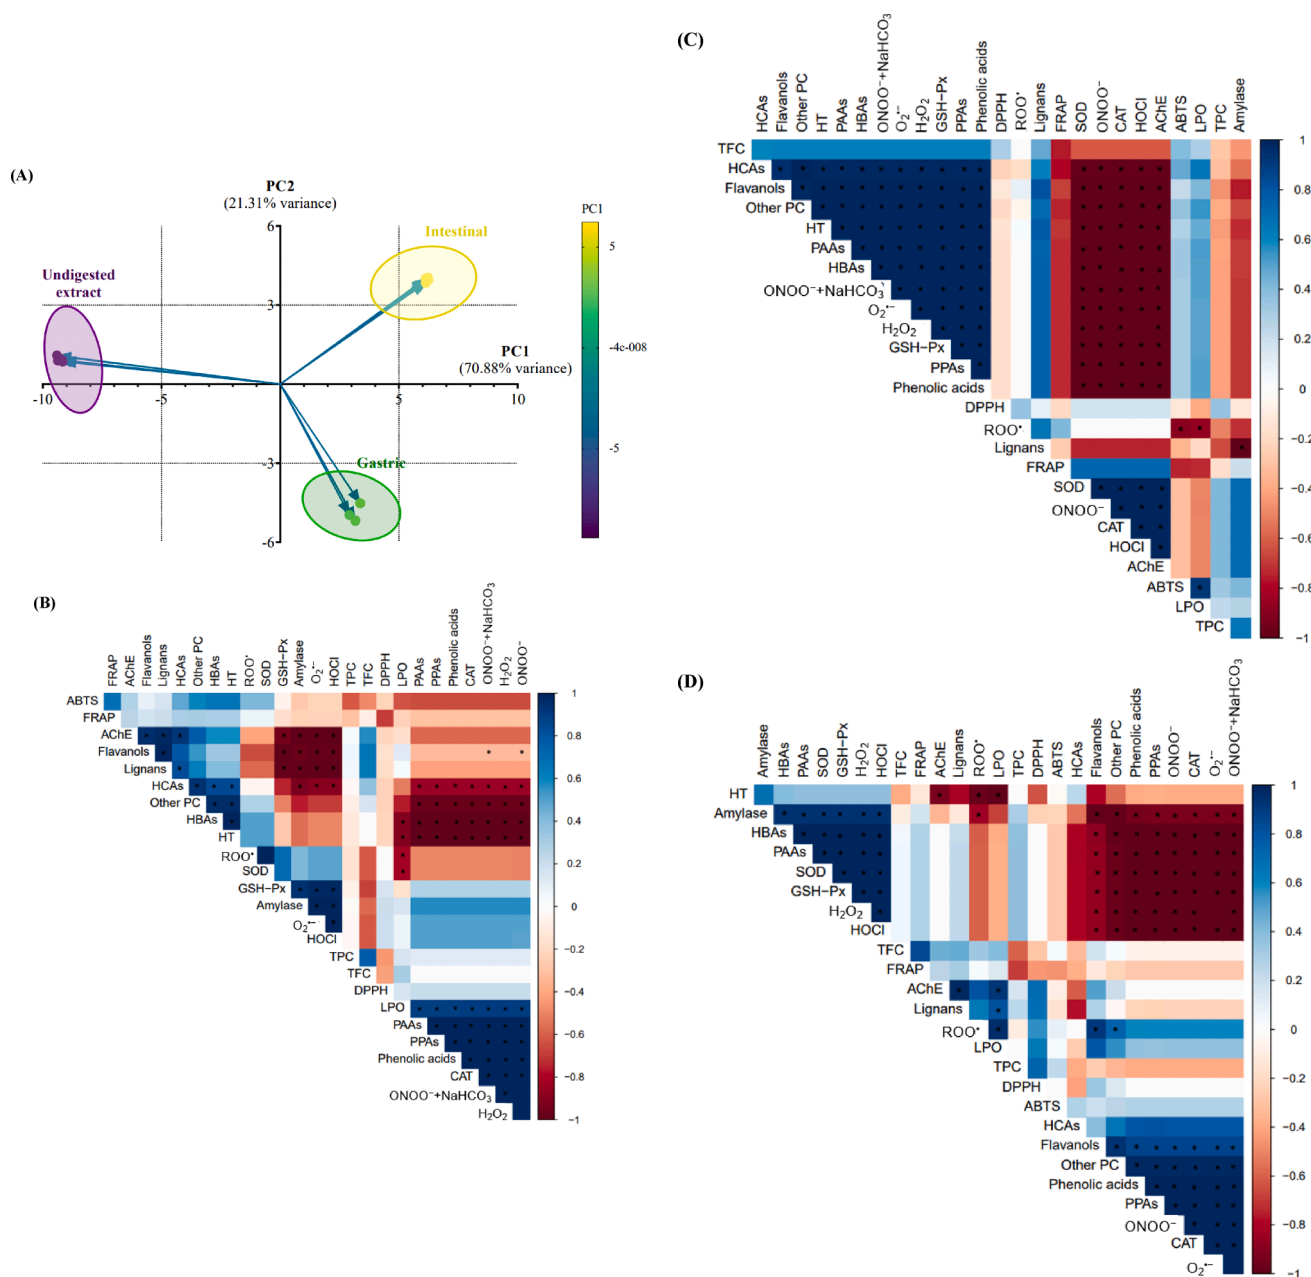 (A)
PC2
(21.31% variance)
6
Intestinal
Undigested
extract
3
PC1
(70.88% variance)
-10
-5
5
10
-3
Gastric
-6
PC1
5
-4e-008
-5
(B)
FRAP
AChE
Flavanols
Lignans
HCAs
Other PC
HBAs
HT
ROO•
SOD
GSH−Px
Amylase
O₂•−
HOCl
TPC
TFC
DPPH
LPO
PAAs
PPAs
Phenolic acids
CAT
ONOO⁻+NaHCO₃
H₂O₂
ONOO⁻
ABTS
FRAP
AChE
Flavanols
Lignans
HCAs
Other PC
HBAs
HT
ROO•
SOD
GSH−Px
Amylase
O₂•−
HOCl
TPC
TFC
DPPH
LPO
PAAs
PPAs
Phenolic acids
CAT
ONOO⁻+NaHCO₃
H₂O₂
1
0.8
0.6
0.4
0.2
0
−0.2
−0.4
−0.6
−0.8
−1
(C)
HCAs
Flavanols
Other PC
HT
PAAs
HBAs
ONOO⁻+NaHCO₃
O₂•−
H₂O₂
GSH−Px
PPAs
Phenolic acids
DPPH
ROO•
Lignans
FRAP
SOD
ONOO⁻
CAT
HOCl
AChE
ABTS
LPO
TPC
Amylase
TFC
HCAs
Flavanols
Other PC
HT
PAAs
HBAs
ONOO⁻+NaHCO₃
O₂•−
H₂O₂
GSH−Px
PPAs
Phenolic acids
DPPH
ROO•
Lignans
FRAP
SOD
ONOO⁻
CAT
HOCl
AChE
ABTS
LPO
TPC
1
0.8
0.6
0.4
0.2
0
−0.2
−0.4
−0.6
−0.8
−1
(D)
Amylase
HBAs
PAAs
SOD
GSH−Px
H₂O₂
HOCl
TFC
FRAP
AChE
Lignans
ROO•
LPO
TPC
DPPH
ABTS
HCAs
Flavanols
Other PC
Phenolic acids
PPAs
ONOO⁻
CAT
O₂•−
ONOO⁻+NaHCO₃
HT
Amylase
HBAs
PAAs
SOD
GSH−Px
H₂O₂
HOCl
TFC
FRAP
AChE
Lignans
ROO•
LPO
TPC
DPPH
ABTS
HCAs
Flavanols
Other PC
Phenolic acids
PPAs
ONOO⁻
CAT
O₂•−
1
0.8
0.6
0.4
0.2
0
−0.2
−0.4
−0.6
−0.8
−1